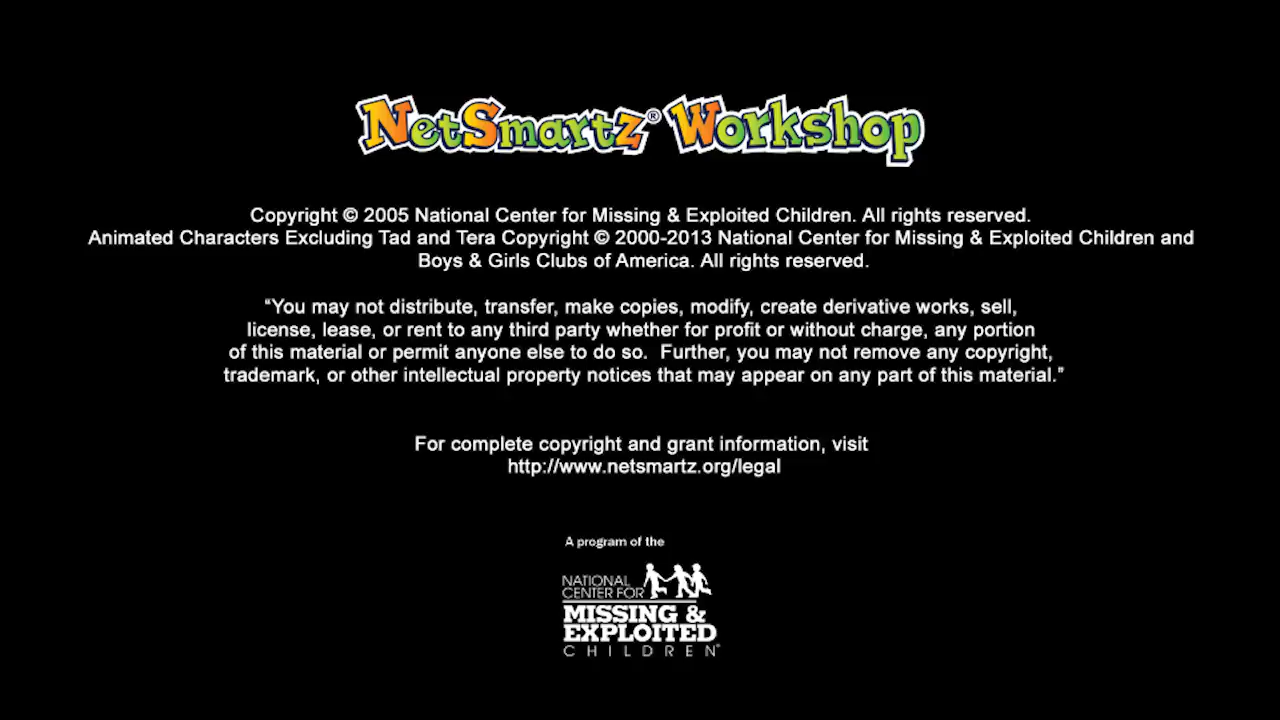 NetSmartz® Workshop
Copyright © 2005 National Center for Missing & Exploited Children. All rights reserved.
Animated Characters Excluding Tad and Tera Copyright © 2000-2013 National Center for Missing & Exploited Children and
Boys & Girls Clubs of America. All rights reserved.
“You may not distribute, transfer, make copies, modify, create derivative works, sell,
license, lease, or rent to any third party whether for profit or without charge, any portion
of this material or permit anyone else to do so.  Further, you may not remove any copyright,
trademark, or other intellectual property notices that may appear on any part of this material.”
For complete copyright and grant information, visit
http://www.netsmartz.org/legal
A program of the
NATIONAL
CENTER FOR
MISSING &
EXPLOITED
CHILDREN®